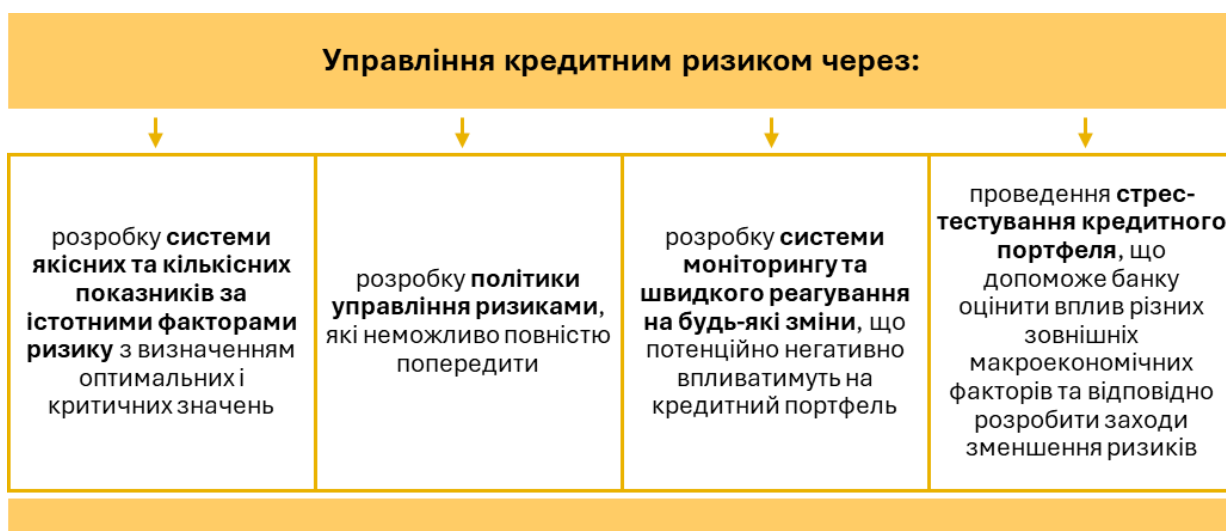 Управління кредитним ризиком через:
розробку системи
якісних та кількісних
показників за
істотними факторами
ризику з визначенням
оптимальних і
критичних значень
розробку політики
управління ризиками,
які неможливо повністю
попередити
розробку системи
моніторингу та
швидкого реагування
на будь-які зміни, що
потенційно негативно
впливатимуть на
кредитний портфель
проведення стрес-
тестування кредитного
портфеля, що
допоможе банку
оцінити вплив різних
зовнішніх
макроекономічних
факторів та відповідно
розробити заходи
зменшення ризиків